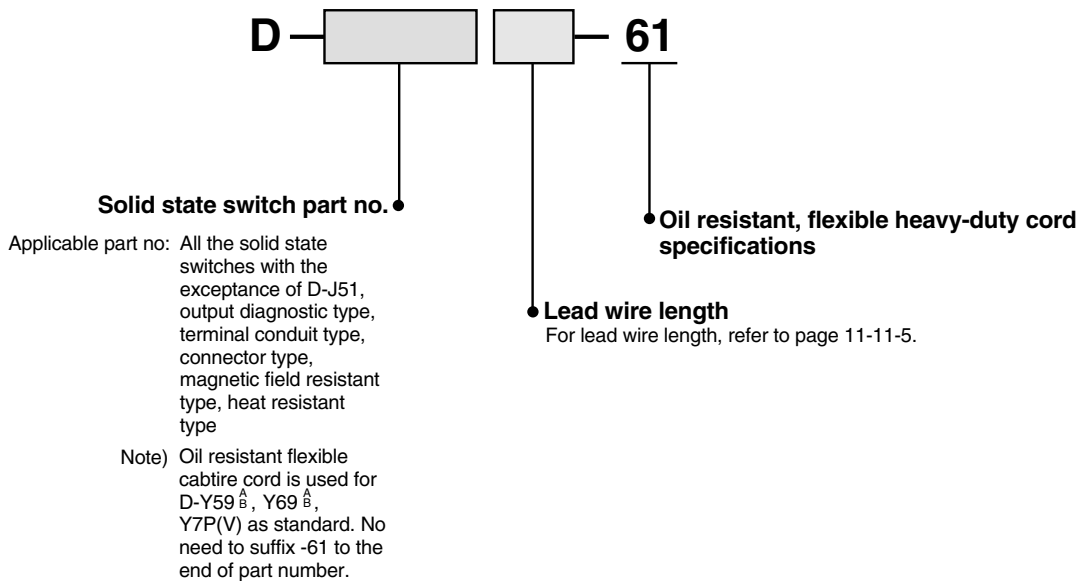 D
61
Solid state switch part no.
Applicable part no: All the solid state
switches with the
exceptance of D-J51,
output diagnostic type,
terminal conduit type,
connector type,
magnetic field resistant
type, heat resistant
type
Note) Oil resistant flexible
cabtire cord is used for
D-Y59 A B, Y69 A B,
Y7P(V) as standard. No
need to suffix -61 to the
end of part number.
Lead wire length
For lead wire length, refer to page 11-11-5.
Oil resistant, flexible heavy-duty cord
specifications